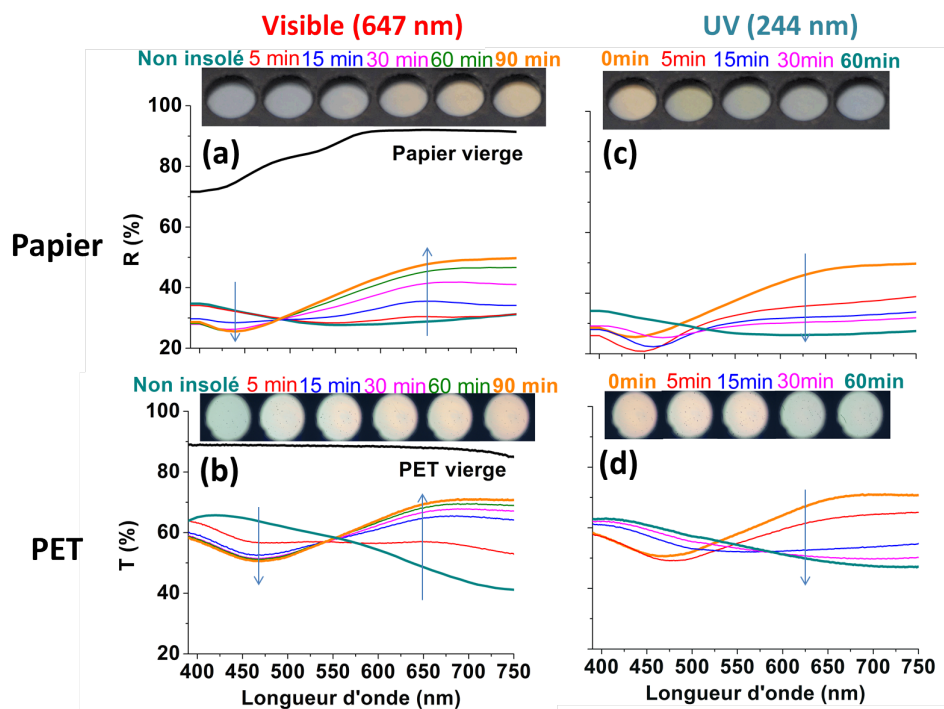 Visible (647 nm)
UV (244 nm)
Non insolé 5 min 15 min 30 min 60 min 90 min
0min 5min 15min 30min 60min
Papier
R (%)
100
80
60
40
20
(a)
Papier vierge
(c)
Non insolé 5 min 15 min 30 min 60 min 90 min
0min 5min 15min 30min 60min
PET
T (%)
100
80
60
40
20
(b)
PET vierge
(d)
400 450 500 550 600 650 700 750
400 450 500 550 600 650 700 750
Longueur d'onde (nm)
Longueur d'onde (nm)